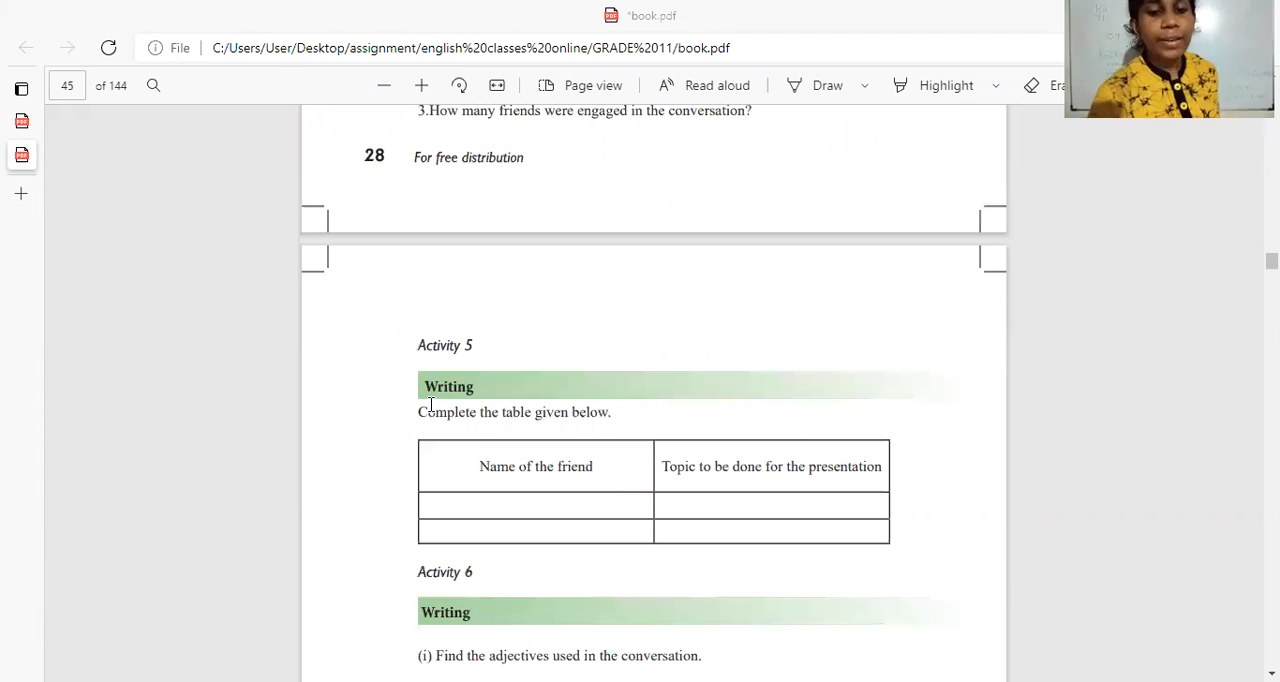 *book.pdf
File C:/Users/User/Desktop/assignment/english%20classes%20online/GRADE%2011/book.pdf
45 of 144 Page view Read aloud Draw Highlight Era
3.How many friends were engaged in the conversation?
28 For free distribution
Activity 5
Writing
Complete the table given below.
Name of the friend Topic to be done for the presentation
Activity 6
Writing
(i) Find the adjectives used in the conversation.